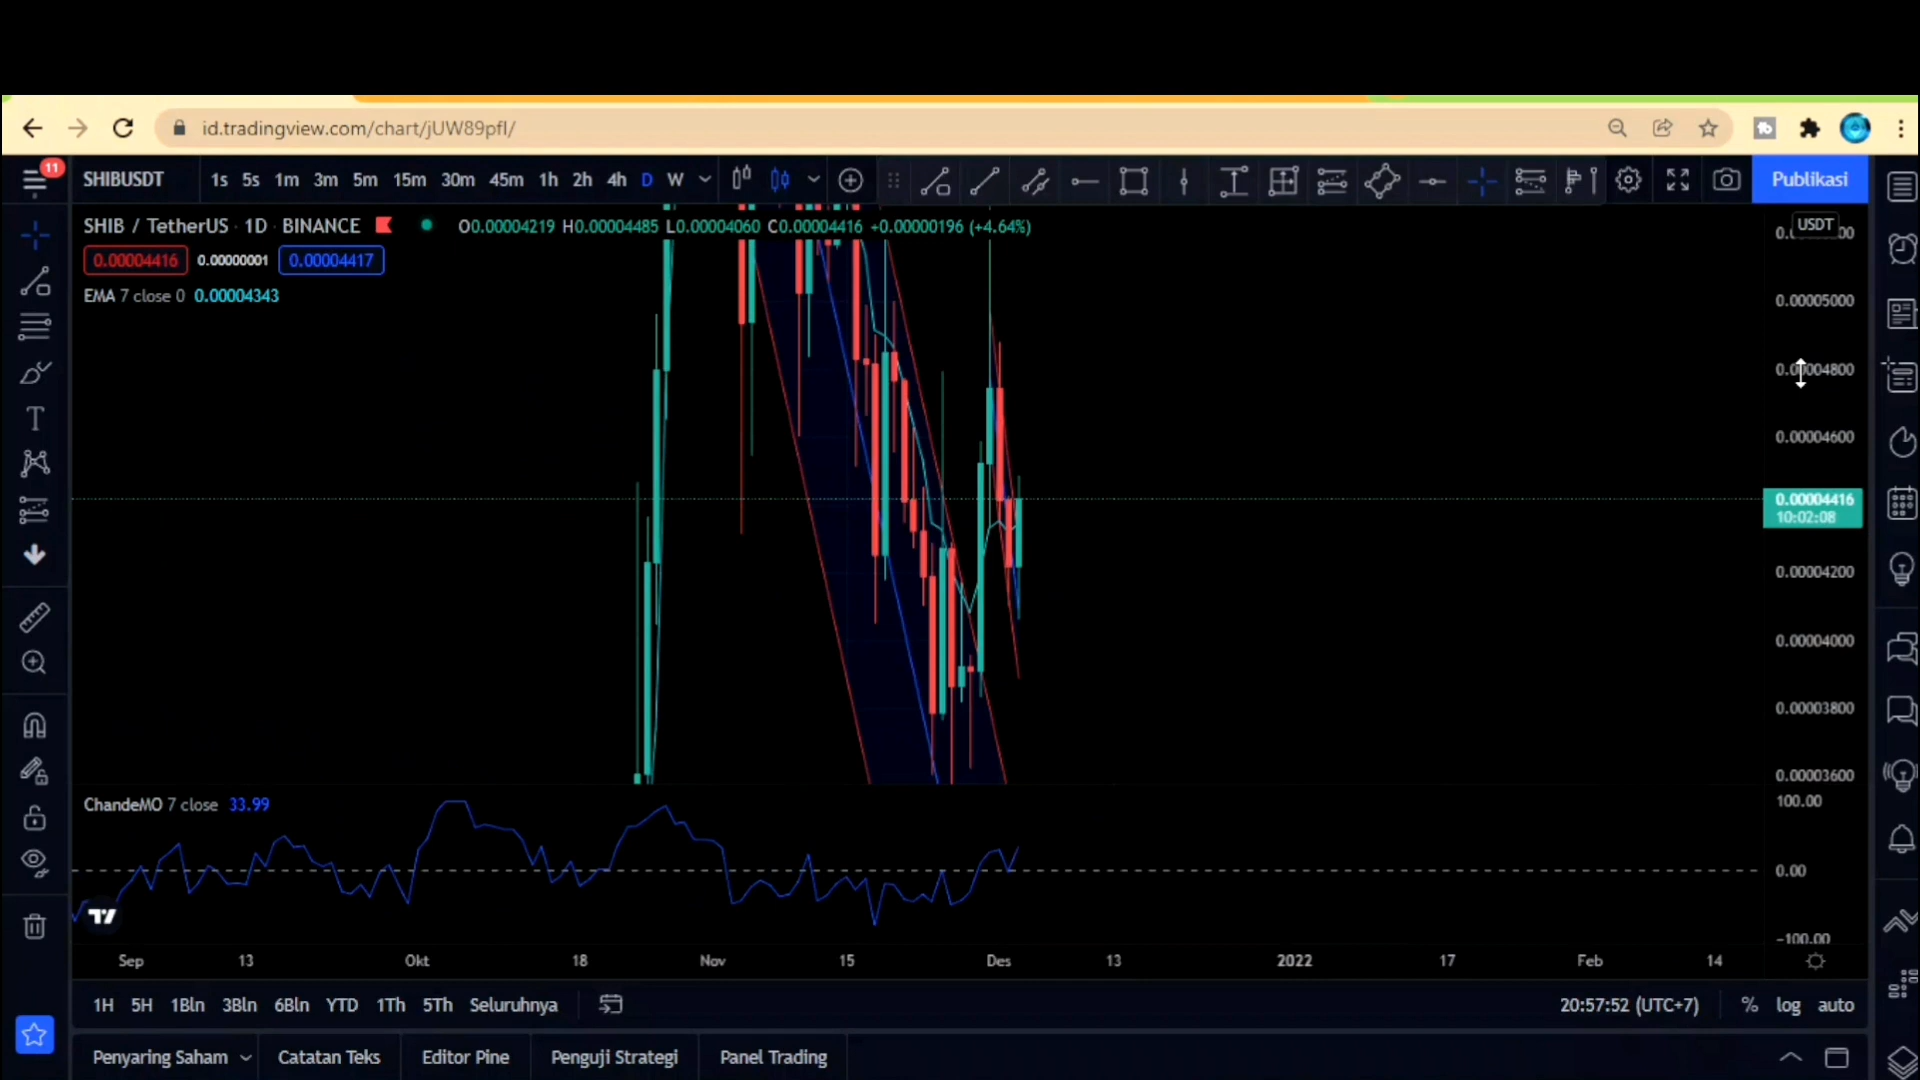 id.tradingview.com/chart/jUW89pfI/
11
SHIBUSDT 1s 5s 1m 3m 5m 15m 30m 45m 1h 2h 4h D W Publikasi
SHIB / TetherUS · 1D · BINANCE O0.00004219 H0.00004485 L0.00004060 C0.00004416 +0.00000196 (+4.64%)
USDT
0.00004416 0.00000001 0.00004417
EMA 7 close 0 0.00004343
0.00005000
0.00004800
0.00004600
0.00004416
10:02:08
0.00004200
0.00004000
0.00003800
0.00003600
ChandeMO 7 close 33.99
100.00
0.00
-100.00
Sep 13 Okt 18 Nov 15 Des 13 2022 17 Feb 14
1H 5H 1Bln 3Bln 6Bln YTD 1Th 5Th Seluruhnya 20:57:52 (UTC+7) % log auto
Penyaring Saham Catatan Teks Editor Pine Penguji Strategi Panel Trading